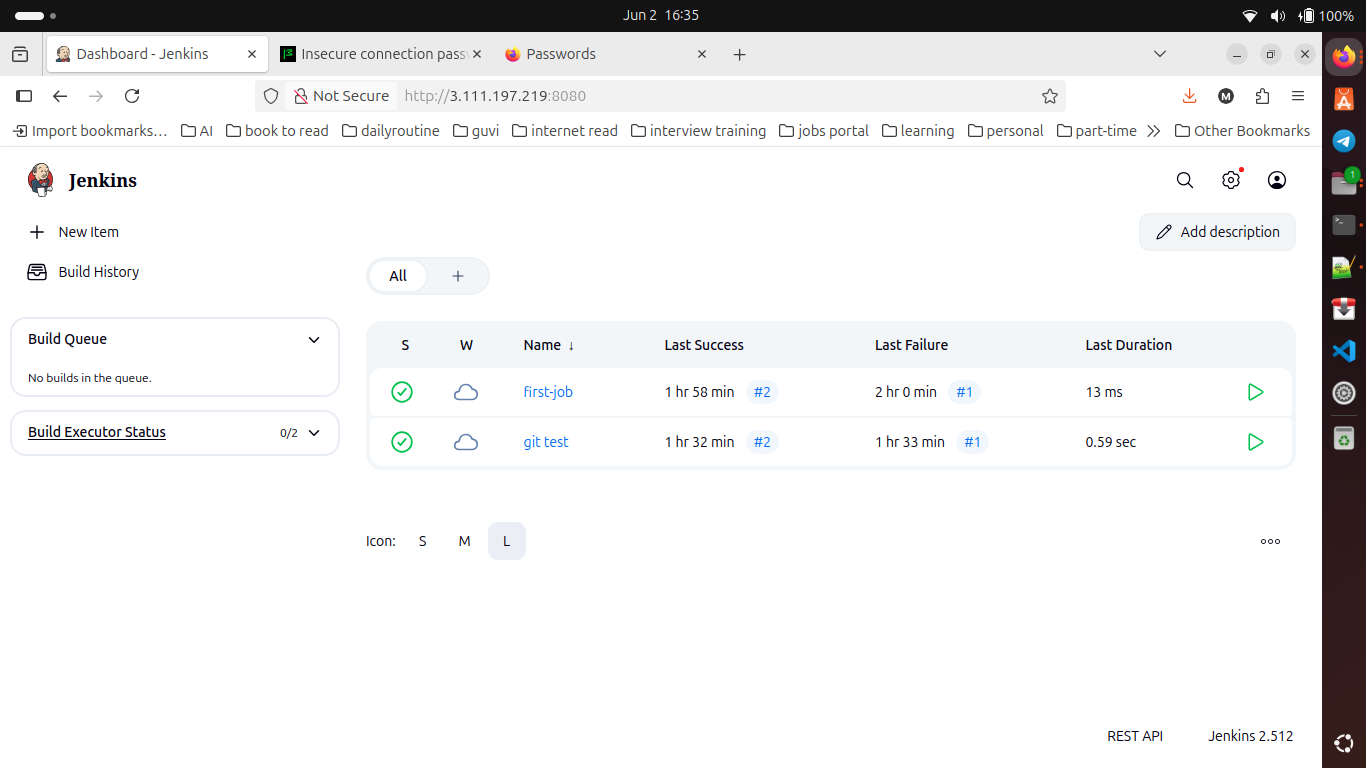 Jun 2 16:35
100%
Dashboard - Jenkins
Insecure connection pass
Passwords
Not Secure
http://3.111.197.219:8080
M
Import bookmarks…
AI
book to read
dailyroutine
guvi
internet read
interview training
jobs portal
learning
personal
part-time
Other Bookmarks
1
Jenkins
New Item
Add description
Build History
All
Build Queue
No builds in the queue.
Build Executor Status
0/2
S W Name ↓ Last Success Last Failure Last Duration
first-job 1 hr 58 min #2 2 hr 0 min #1 13 ms
git test 1 hr 32 min #2 1 hr 33 min #1 0.59 sec
Icon: S M L
REST API
Jenkins 2.512